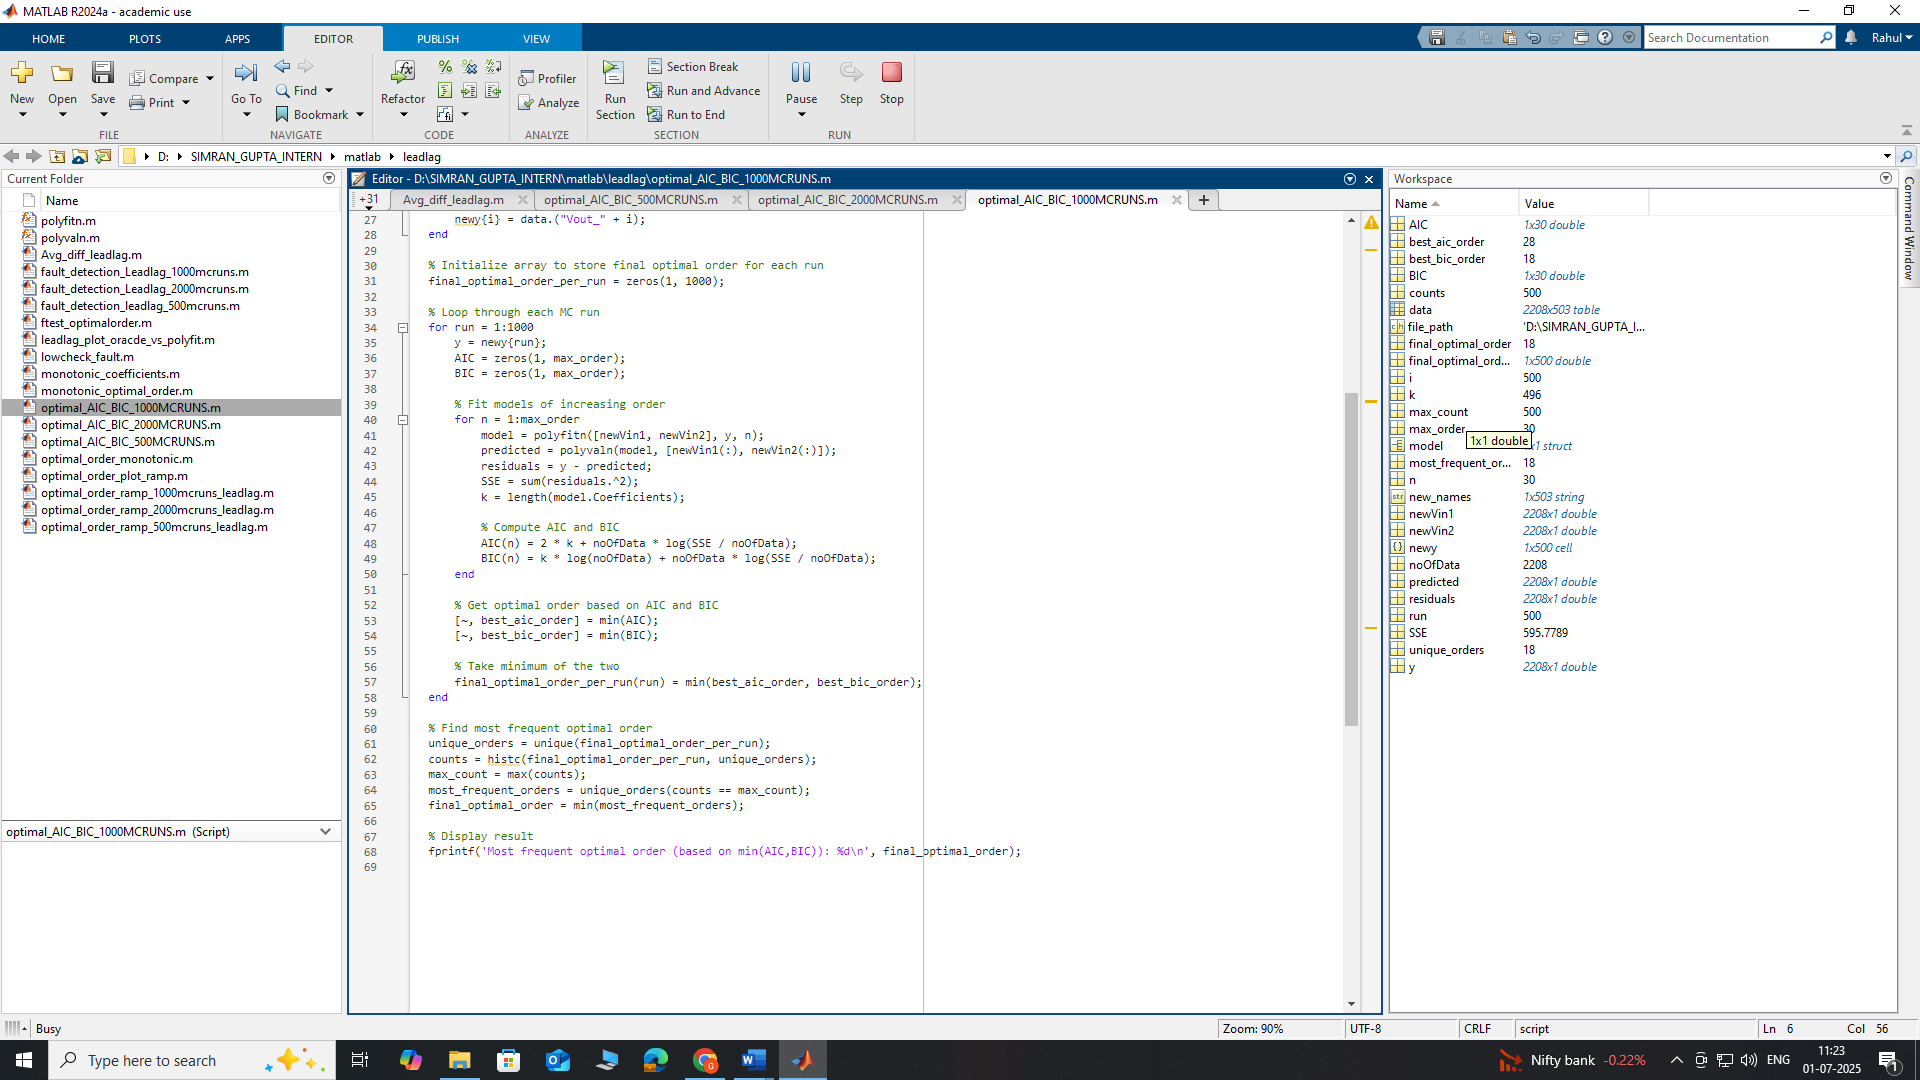 MATLAB R2024a - academic use
HOME PLOTS APPS EDITOR PUBLISH VIEW
Search Documentation
Rahul
New Open Save Compare Print
FILE
Go To Find Bookmark
NAVIGATE
Refactor
CODE
Profiler Analyze
ANALYZE
Run Section
Section Break
Run and Advance
Run to End
SECTION
Pause Step Stop
RUN
D: SIMRAN_GUPTA_INTERN matlab leadlag
Current Folder
Name
polyfitn.m
polyvaln.m
Avg_diff_leadlag.m
fault_detection_Leadlag_1000mcruns.m
fault_detection_Leadlag_2000mcruns.m
fault_detection_leadlag_500mcruns.m
ftest_optimalorder.m
leadlag_plot_oracde_vs_polyfit.m
lowcheck_fault.m
monotonic_coefficients.m
monotonic_optimal_order.m
optimal_AIC_BIC_1000MCRUNS.m
optimal_AIC_BIC_2000MCRUNS.m
optimal_AIC_BIC_500MCRUNS.m
optimal_order_monotonic.m
optimal_order_plot_ramp.m
optimal_order_ramp_1000mcruns_leadlag.m
optimal_order_ramp_2000mcruns_leadlag.m
optimal_order_ramp_500mcruns_leadlag.m
optimal_AIC_BIC_1000MCRUNS.m (Script)
Editor - D:\SIMRAN_GUPTA_INTERN\matlab\leadlag\optimal_AIC_BIC_1000MCRUNS.m
+31 Avg_diff_leadlag.m optimal_AIC_BIC_500MCRUNS.m optimal_AIC_BIC_2000MCRUNS.m optimal_AIC_BIC_1000MCRUNS.m
27 newy{i} = data.("Vout_" + i);
28 end
29
30 % Initialize array to store final optimal order for each run
31 final_optimal_order_per_run = zeros(1, 1000);
32
33 % Loop through each MC run
34 for run = 1:1000
35 y = newy{run};
36 AIC = zeros(1, max_order);
37 BIC = zeros(1, max_order);
38
39 % Fit models of increasing order
40 for n = 1:max_order
41 model = polyfitn([newVin1, newVin2], y, n);
42 predicted = polyvaln(model, [newVin1(:), newVin2(:)]);
43 residuals = y - predicted;
44 SSE = sum(residuals.^2);
45 k = length(model.Coefficients);
46
47 % Compute AIC and BIC
48 AIC(n) = 2 * k + noOfData * log(SSE / noOfData);
49 BIC(n) = k * log(noOfData) + noOfData * log(SSE / noOfData);
50 end
51
52 % Get optimal order based on AIC and BIC
53 [~, best_aic_order] = min(AIC);
54 [~, best_bic_order] = min(BIC);
55
56 % Take minimum of the two
57 final_optimal_order_per_run(run) = min(best_aic_order, best_bic_order);
58 end
59
60 % Find most frequent optimal order
61 unique_orders = unique(final_optimal_order_per_run);
62 counts = histc(final_optimal_order_per_run, unique_orders);
63 max_count = max(counts);
64 most_frequent_orders = unique_orders(counts == max_count);
65 final_optimal_order = min(most_frequent_orders);
66
67 % Display result
68 fprintf('Most frequent optimal order (based on min(AIC,BIC)): %d\n', final_optimal_order);
69
Workspace
Name Value
AIC 1x30 double
best_aic_order 28
best_bic_order 18
BIC 1x30 double
counts 500
data 2208x503 table
file_path 'D:\SIMRAN_GUPTA_I...
final_optimal_order 18
final_optimal_ord... 1x500 double
i 500
k 496
max_count 500
max_order 30
1x1 double
model 1x1 struct
most_frequent_or... 18
n 30
new_names 1x503 string
newVin1 2208x1 double
newVin2 2208x1 double
newy 1x500 cell
noOfData 2208
predicted 2208x1 double
residuals 2208x1 double
run 500
SSE 595.7789
unique_orders 18
y 2208x1 double
Command Window
Busy
Zoom: 90% UTF-8 CRLF script Ln 6 Col 56
Type here to search
Nifty bank -0.22%
ENG
11:23
01-07-2025
1